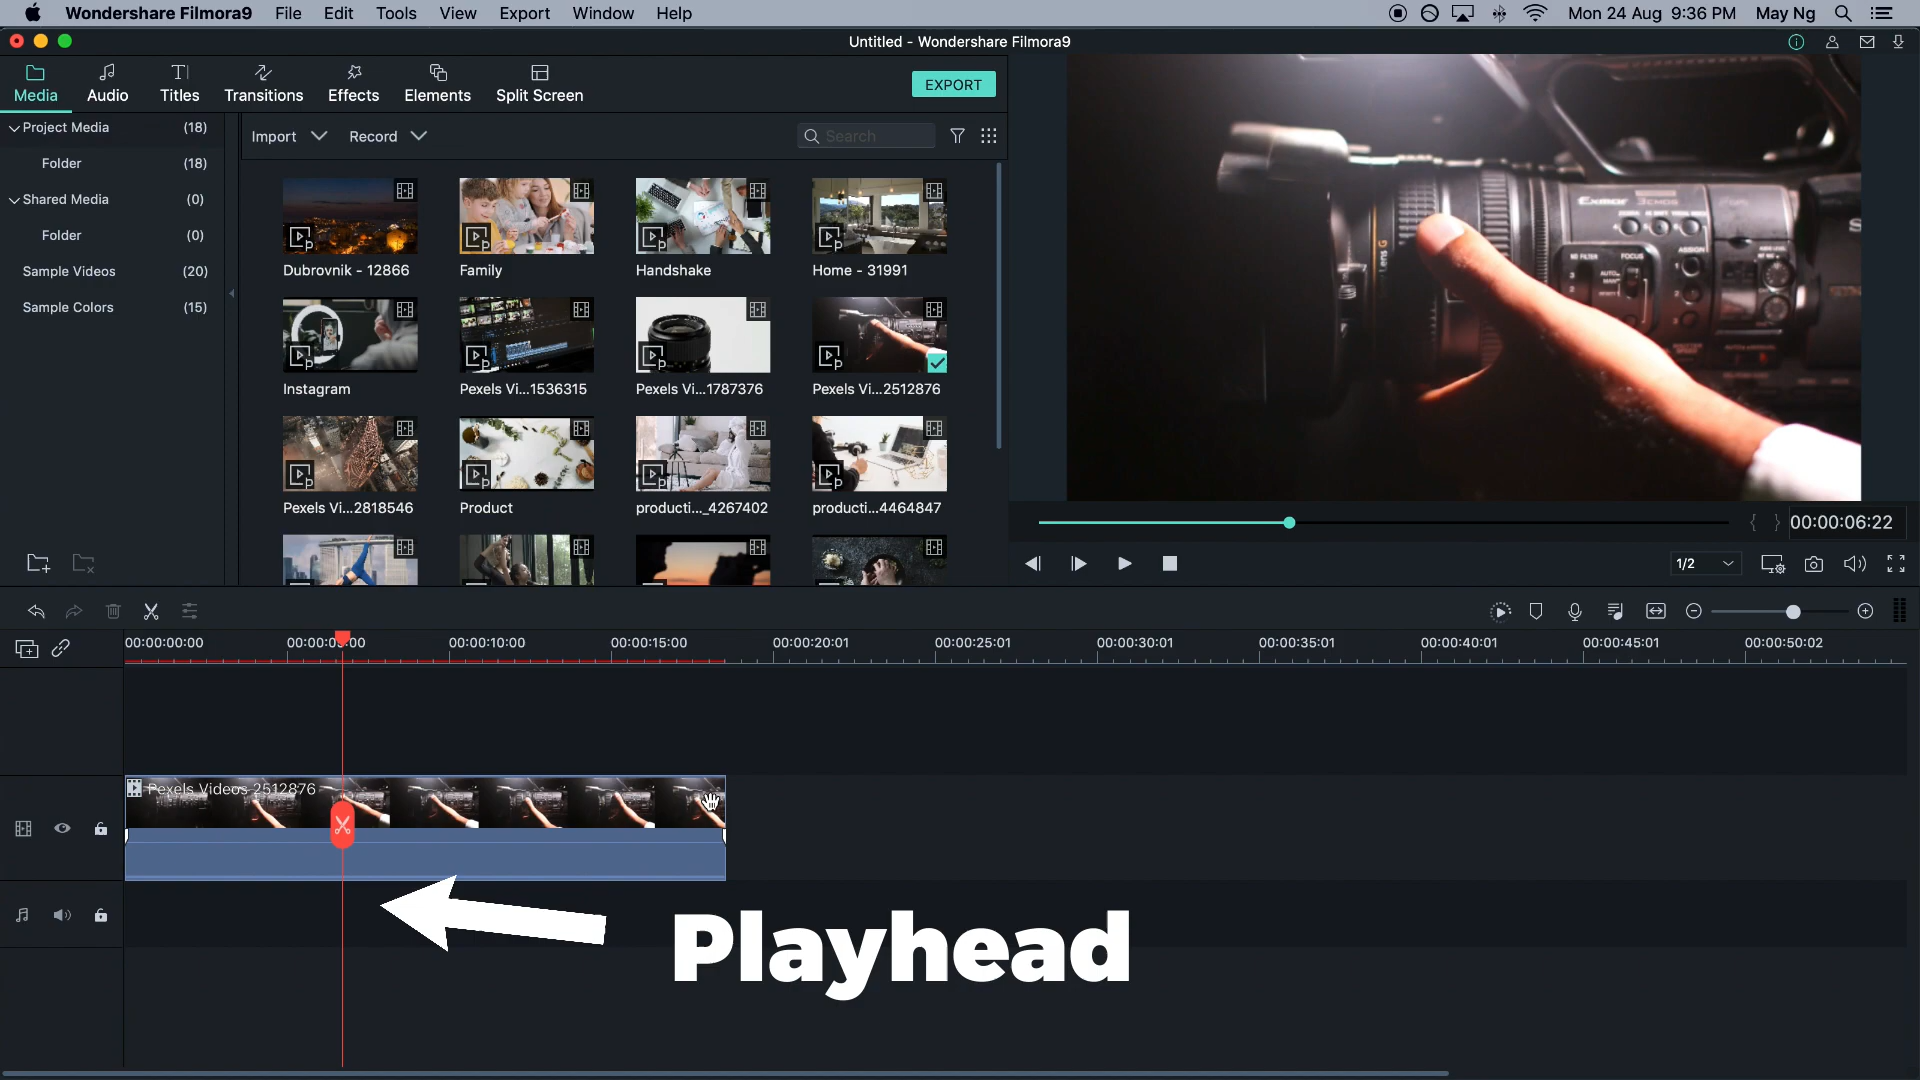 Wondershare Filmora9 File Edit Tools View Export Window Help Mon 24 Aug 9:36 PM May Ng
Untitled - Wondershare Filmora9
Media Audio Titles Transitions Effects Elements Split Screen EXPORT
Project Media (18)
Folder (18)
Shared Media (0)
Folder (0)
Sample Videos (20)
Sample Colors (15)
Import Record Search
Dubrovnik - 12866 Family Handshake Home - 31991
Instagram Pexels Vi...1536315 Pexels Vi...1787376 Pexels Vi...2512876
Pexels Vi...2818546 Product producti..._4267402 producti...4464847
Exmor 3CMOS
ASSIGN
FOCUS
Lens G
{ } 00:00:06:22
1/2
00:00:00:00 00:00:10:00 00:00:15:00 00:00:20:01 00:00:25:01 00:00:30:01 00:00:35:01 00:00:40:01 00:00:45:01 00:00:50:02
Pexels Videos 2512876
Playhead